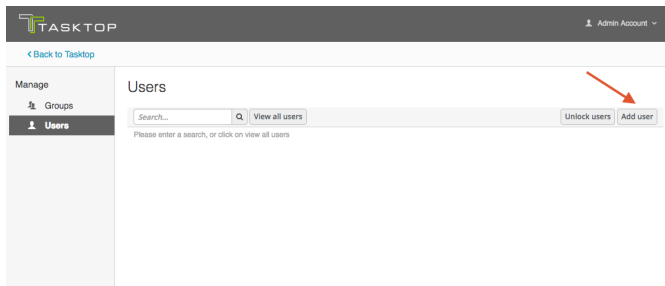 TASKTOP
Admin Account
Back to Tasktop
Manage
Groups
Users
Users
Search...
View all users
Unlock users
Add user
Please enter a search, or click on view all users